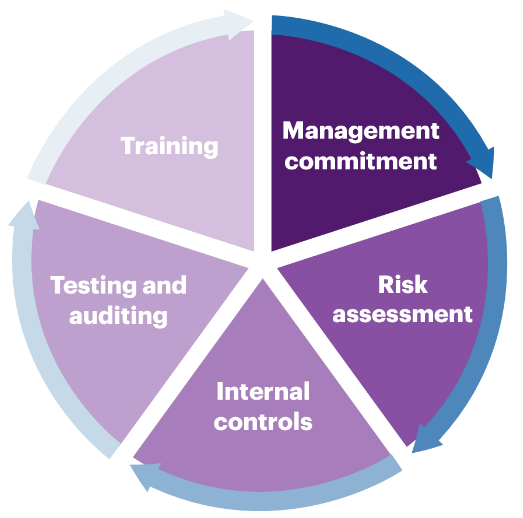 Management
commitment
Risk
assessment
Internal
controls
Testing and
auditing
Training